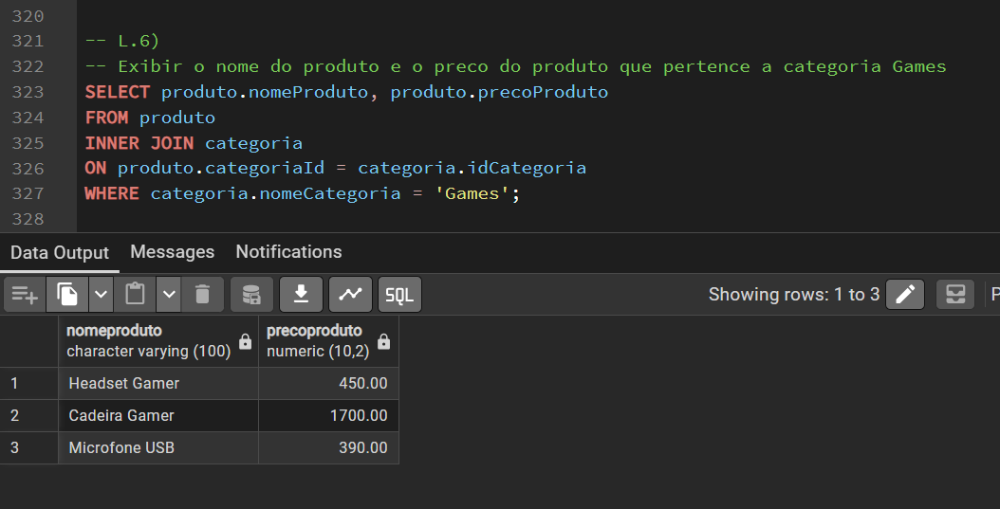 320
321 -- L.6)
322 -- Exibir o nome do produto e o preco do produto que pertence a categoria Games
323 SELECT produto.nomeProduto, produto.precoProduto
324 FROM produto
325 INNER JOIN categoria
326 ON produto.categoriaId = categoria.idCategoria
327 WHERE categoria.nomeCategoria = 'Games';
328
Data Output Messages Notifications
SQL Showing rows: 1 to 3 P
nomeproduto precoproduto
character varying (100) numeric (10,2)
1 Headset Gamer 450.00
2 Cadeira Gamer 1700.00
3 Microfone USB 390.00